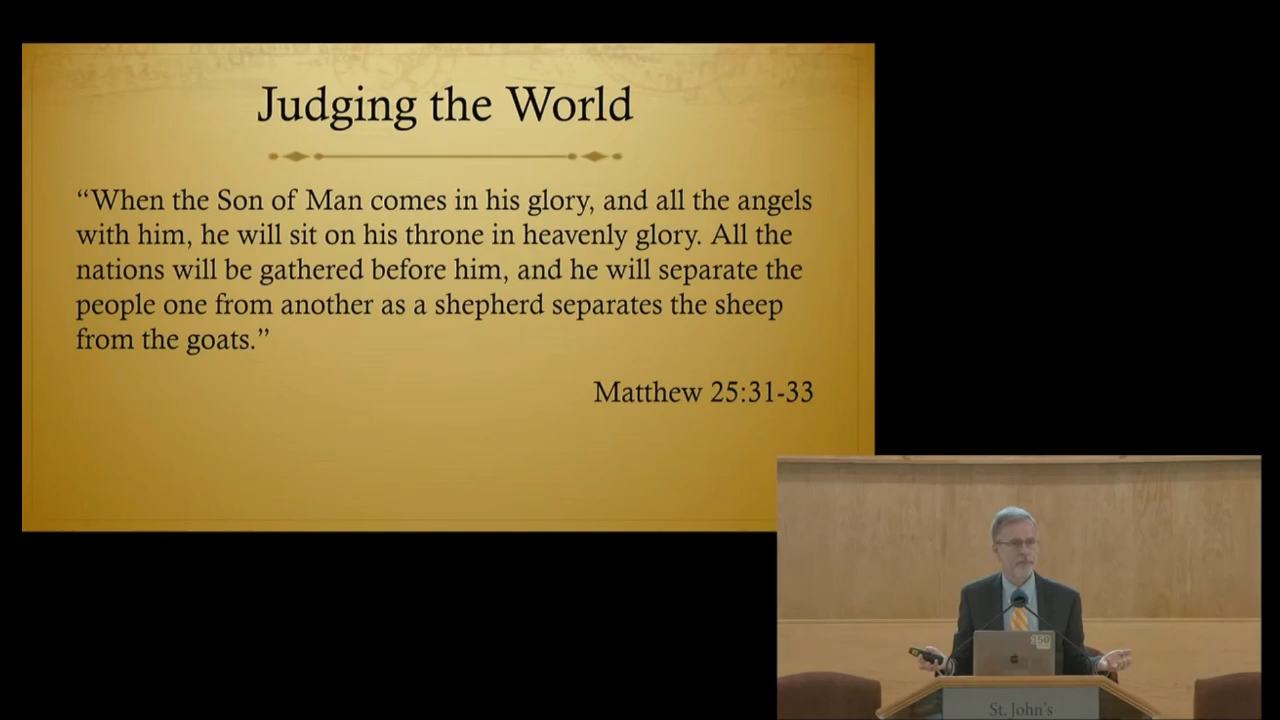 Judging the World
“When the Son of Man comes in his glory, and all the angels
with him, he will sit on his throne in heavenly glory. All the
nations will be gathered before him, and he will separate the
people one from another as a shepherd separates the sheep
from the goats.”
Matthew 25:31-33
150
St. John's